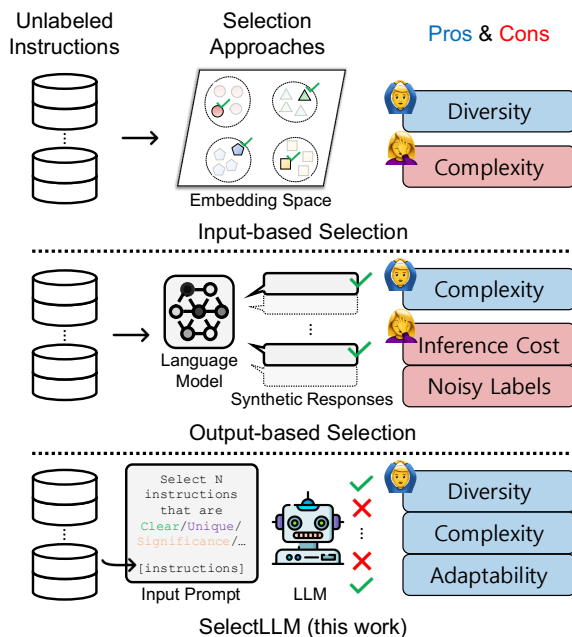 Unlabeled
Instructions
Selection
Approaches
Pros & Cons
Embedding Space
Diversity
Complexity
Input-based Selection
Language
Model
Synthetic Responses
Complexity
Inference Cost
Noisy Labels
Output-based Selection
Select N
instructions
that are
Clear/Unique/
Significance/…
[instructions]
Input Prompt
LLM
Diversity
Complexity
Adaptability
SelectLLM (this work)